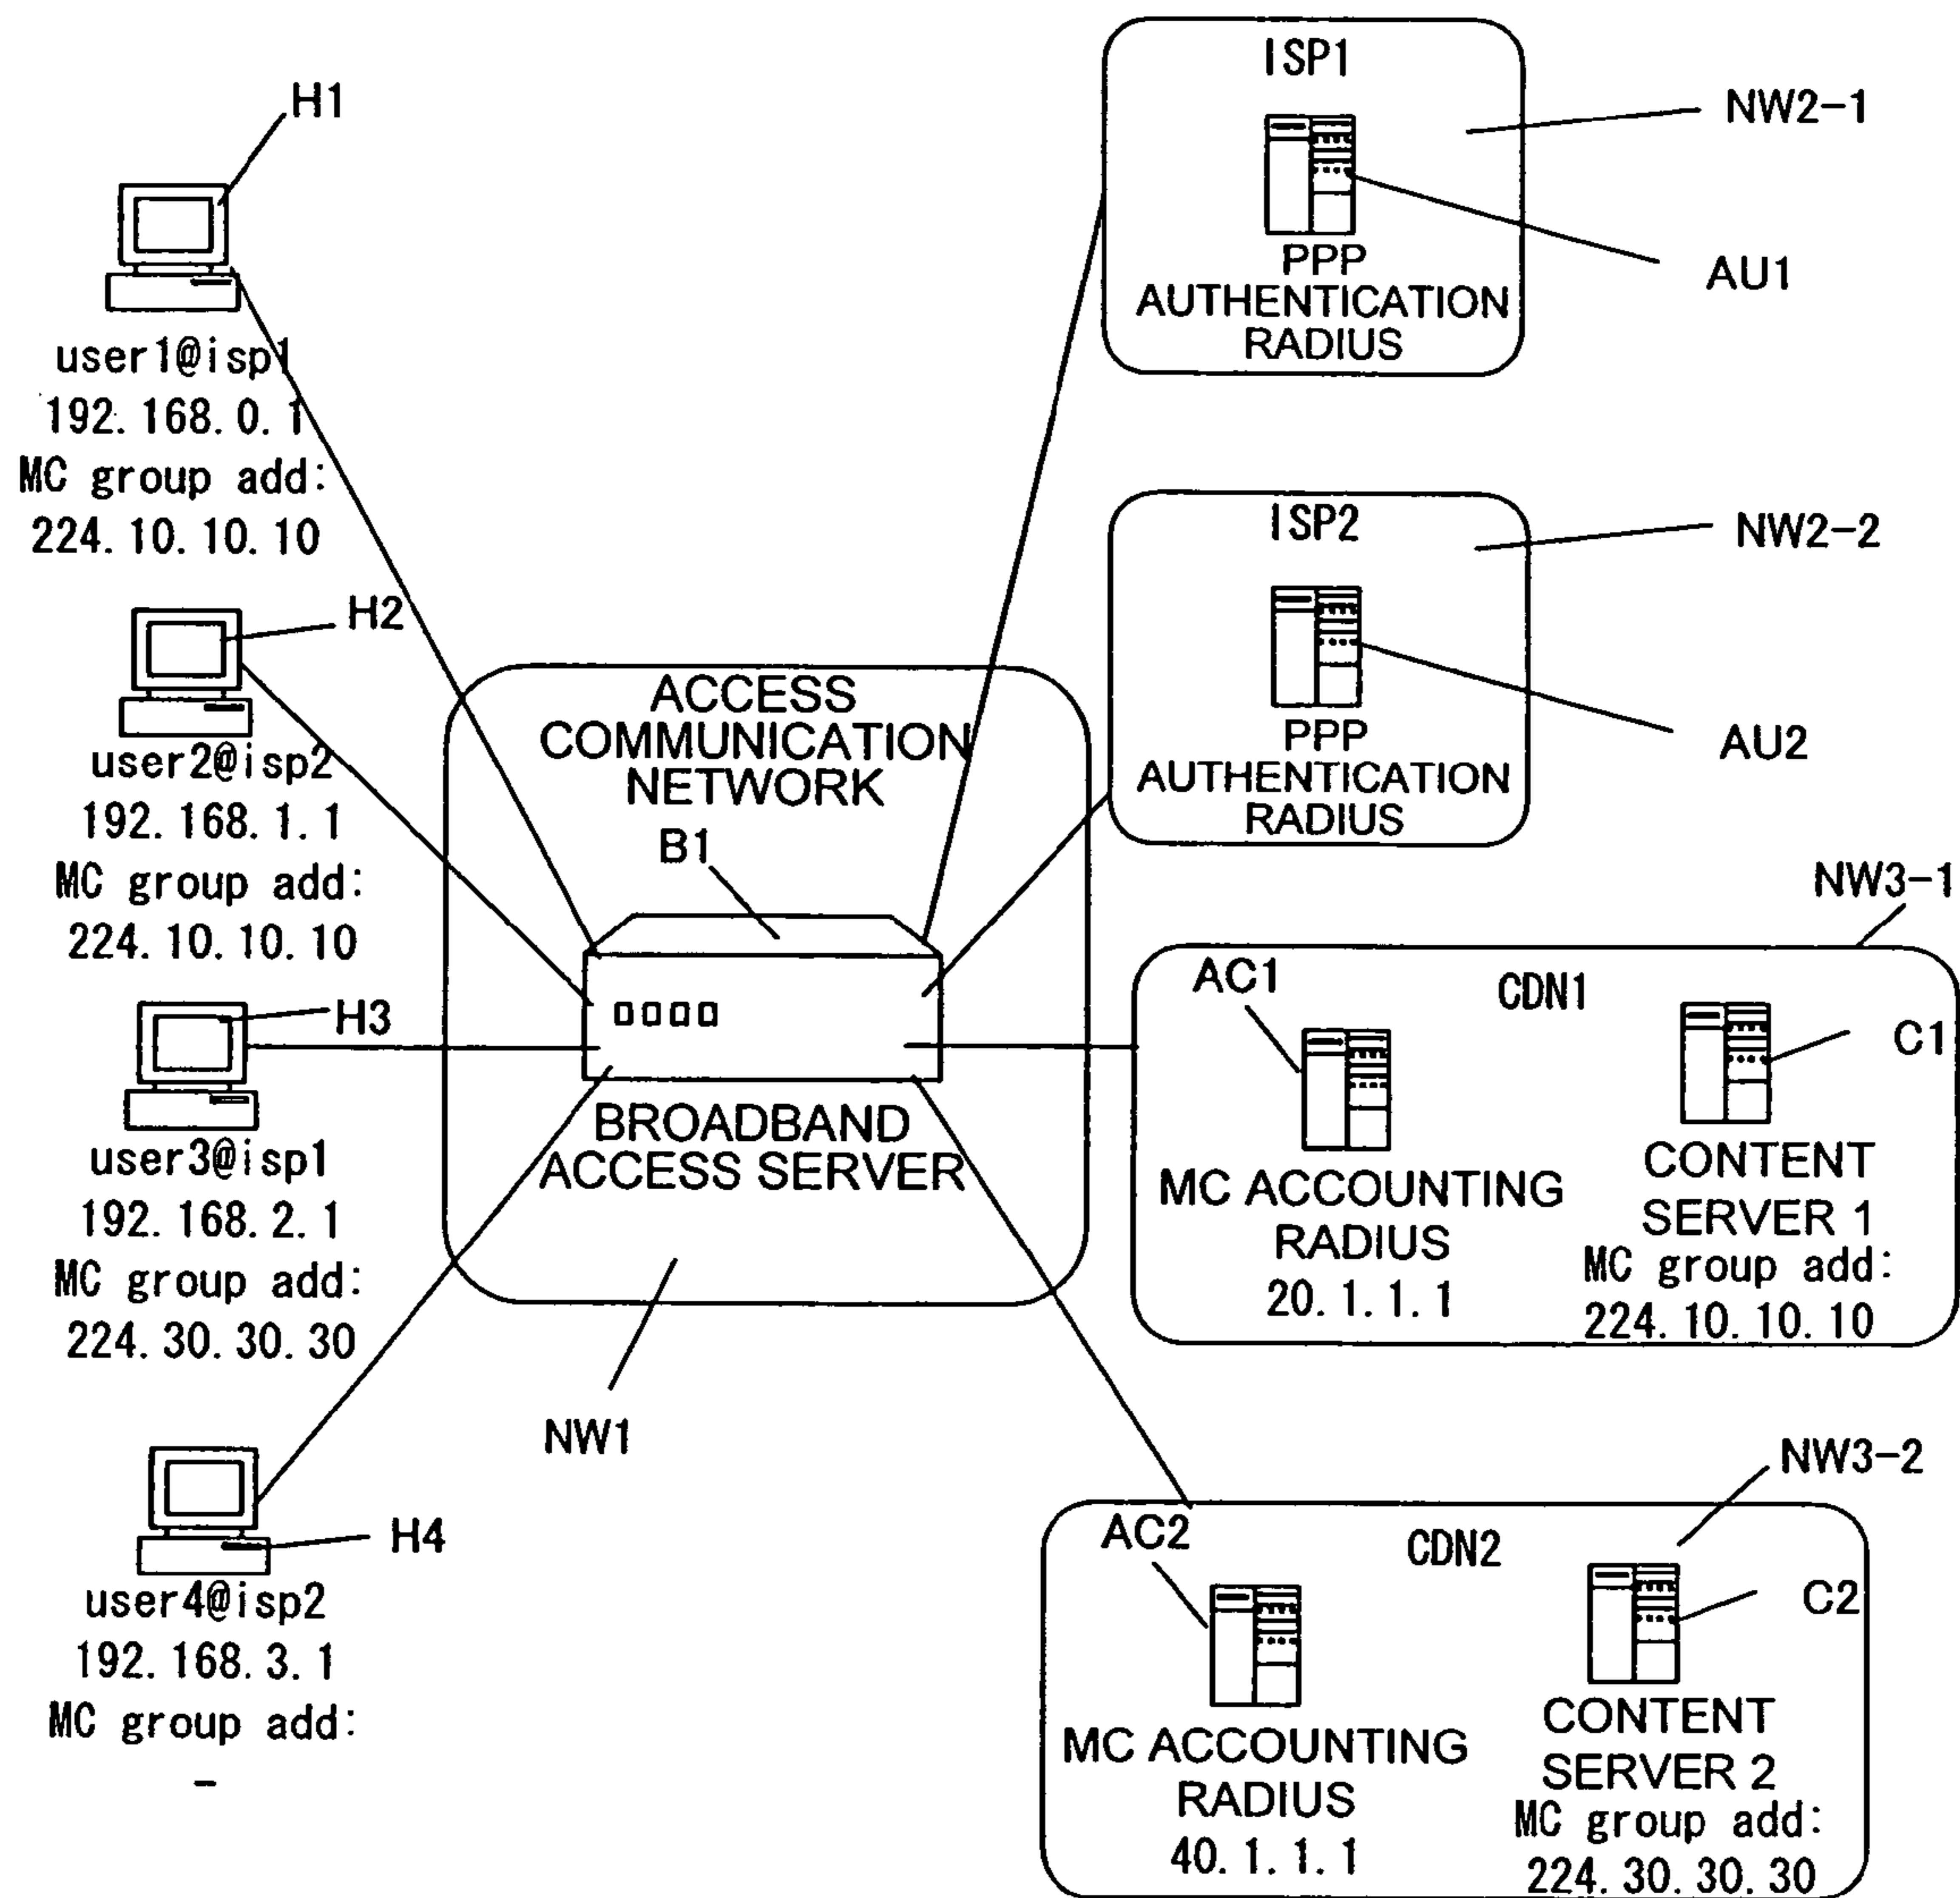 H1
user1@isp1
192.168.0.1
MC group add:
224.10.10.10
H2
user2@isp2
192.168.1.1
MC group add:
224.10.10.10
H3
user3@isp1
192.168.2.1
MC group add:
224.30.30.30
H4
user4@isp2
192.168.3.1
MC group add:
-
ACCESS
COMMUNICATION
NETWORK
B1
BROADBAND
ACCESS SERVER
NW1
ISP1
NW2-1
PPP
AUTHENTICATION
RADIUS
AU1
ISP2
NW2-2
PPP
AUTHENTICATION
RADIUS
AU2
NW3-1
CDN1
AC1
MC ACCOUNTING
RADIUS
20.1.1.1
C1
CONTENT
SERVER 1
MC group add:
224.10.10.10
NW3-2
CDN2
AC2
MC ACCOUNTING
RADIUS
40.1.1.1
C2
CONTENT
SERVER 2
MC group add:
224.30.30.30